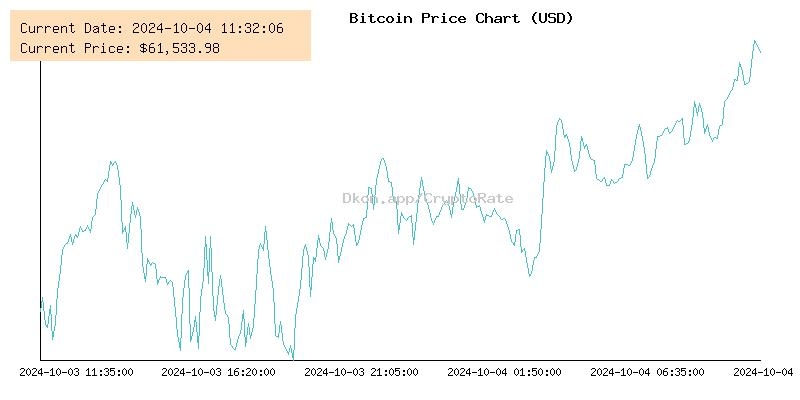 Bitcoin Price Chart (USD)
Current Date: 2024-10-04 11:32:06
Current Price: $61,533.98
Dkon.app/CryptoRate
2024-10-03 11:35:00 2024-10-03 16:20:00 2024-10-03 21:05:00 2024-10-04 01:50:00 2024-10-04 06:35:00 2024-10-04